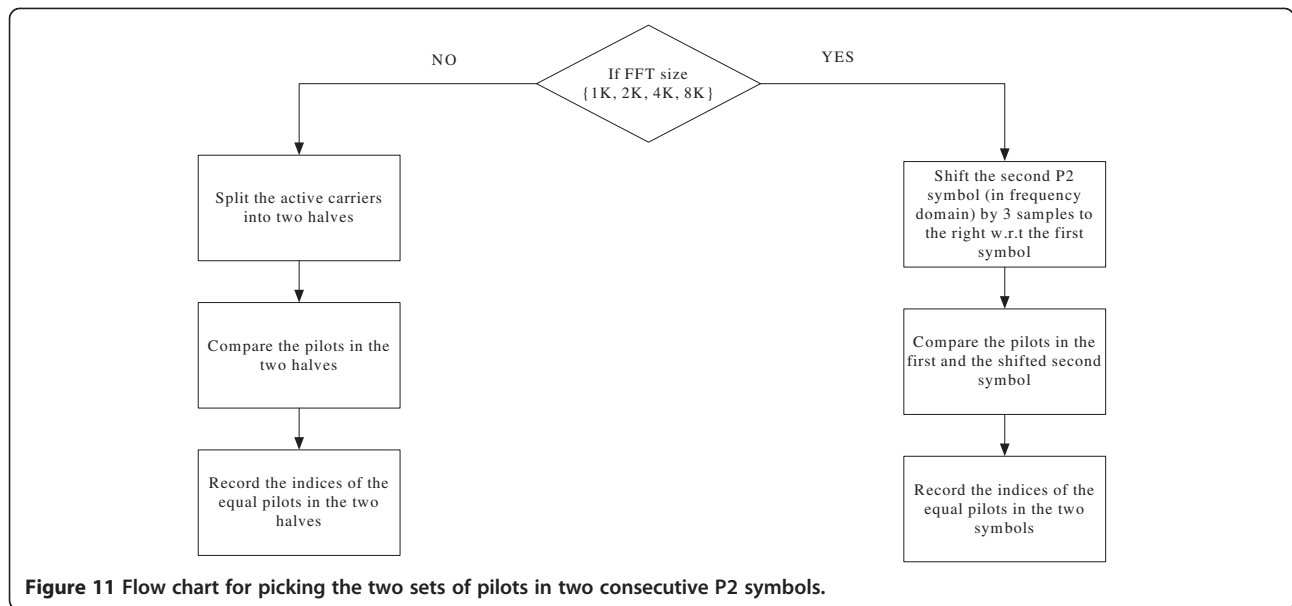 NO
YES
If FFT size
{1K, 2K, 4K, 8K}
Split the active carriers
into two halves
Compare the pilots in the
two halves
Record the indices of the
equal pilots in the two
halves
Shift the second P2
symbol (in frequency
domain) by 3 samples to
the right w.r.t the first
symbol
Compare the pilots in the
first and the shifted second
symbol
Record the indices of the
equal pilots in the two
symbols
Figure 11 Flow chart for picking the two sets of pilots in two consecutive P2 symbols.